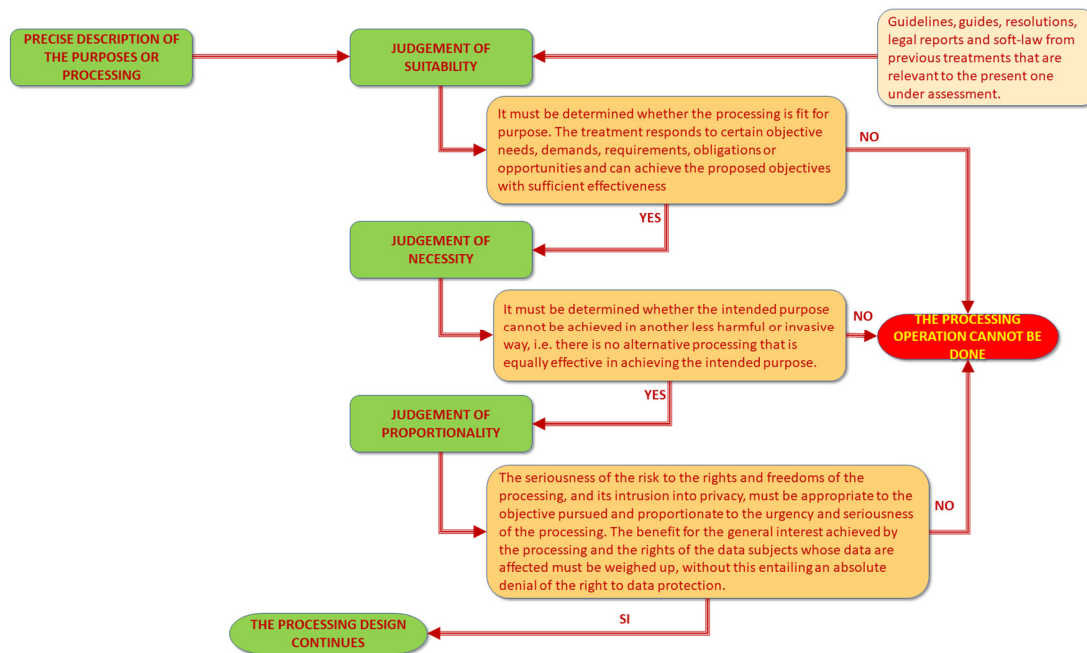 PRECISE DESCRIPTION OF
THE PURPOSES OR
PROCESSING
JUDGEMENT OF
SUITABILITY
Guidelines, guides, resolutions,
legal reports and soft-law from
previous treatments that are
relevant to the present one
under assessment.
It must be determined whether the processing is fit for
purpose. The treatment responds to certain objective
needs, demands, requirements, obligations or
opportunities and can achieve the proposed objectives
with sufficient effectiveness
NO
YES
JUDGEMENT OF
NECESSITY
It must be determined whether the intended purpose
cannot be achieved in another less harmful or invasive
way, i.e. there is no alternative processing that is
equally effective in achieving the intended purpose.
NO
THE PROCESSING
OPERATION CANNOT BE
DONE
YES
JUDGEMENT OF
PROPORTIONALITY
The seriousness of the risk to the rights and freedoms of the
processing, and its intrusion into privacy, must be appropriate to the
objective pursued and proportionate to the urgency and seriousness
of the processing. The benefit for the general interest achieved by
the processing and the rights of the data subjects whose data are
affected must be weighed up, without this entailing an absolute
denial of the right to data protection.
NO
SI
THE PROCESSING DESIGN
CONTINUES